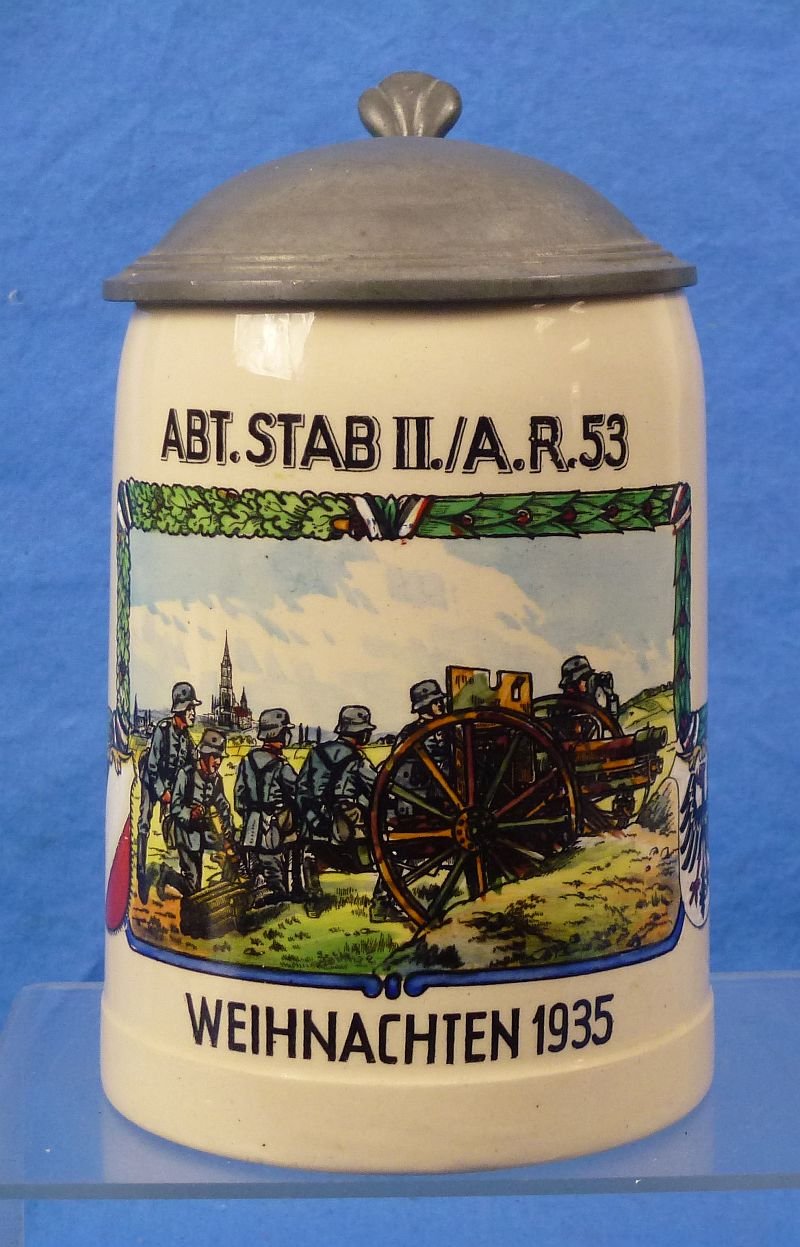 ABT. STAB II./A.R.53
WEIHNACHTEN 1935